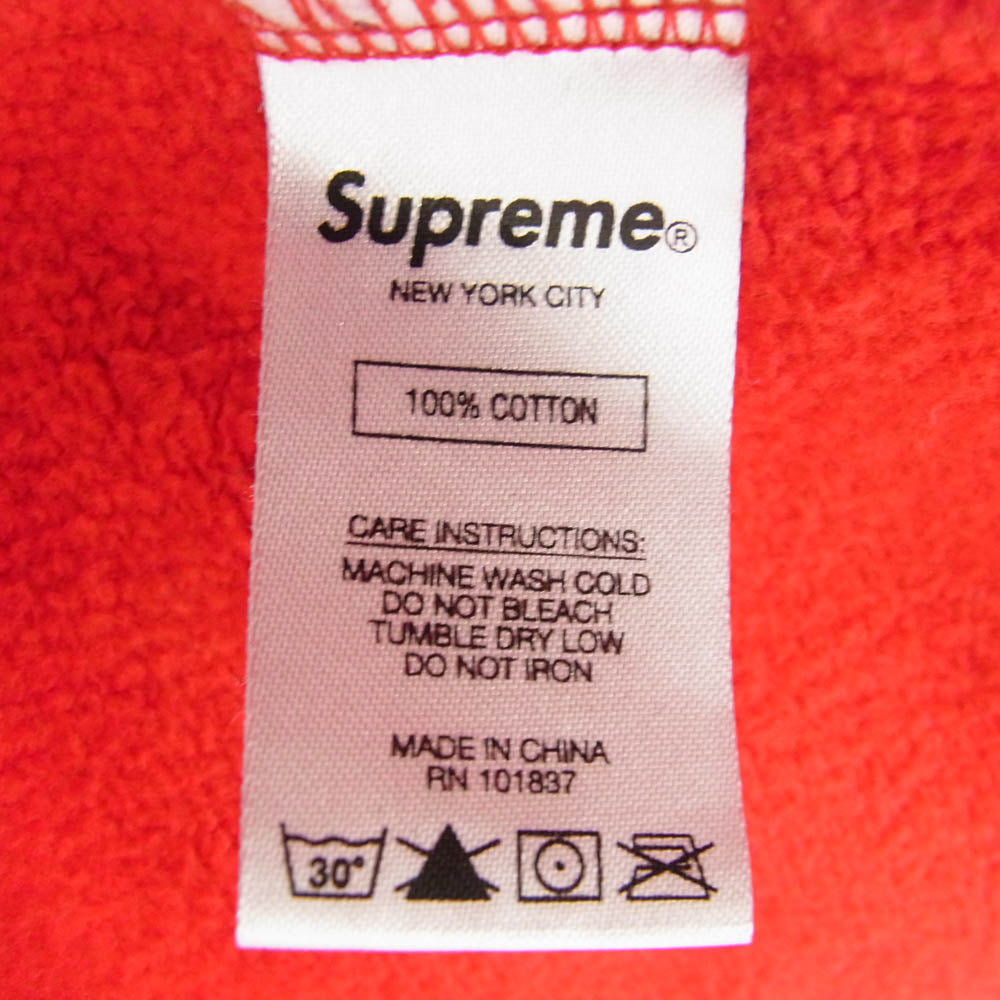 Supreme®
NEW YORK CITY
100% COTTON
CARE INSTRUCTIONS:
MACHINE WASH COLD
DO NOT BLEACH
TUMBLE DRY LOW
DO NOT IRON
MADE IN CHINA
RN 101837
30°